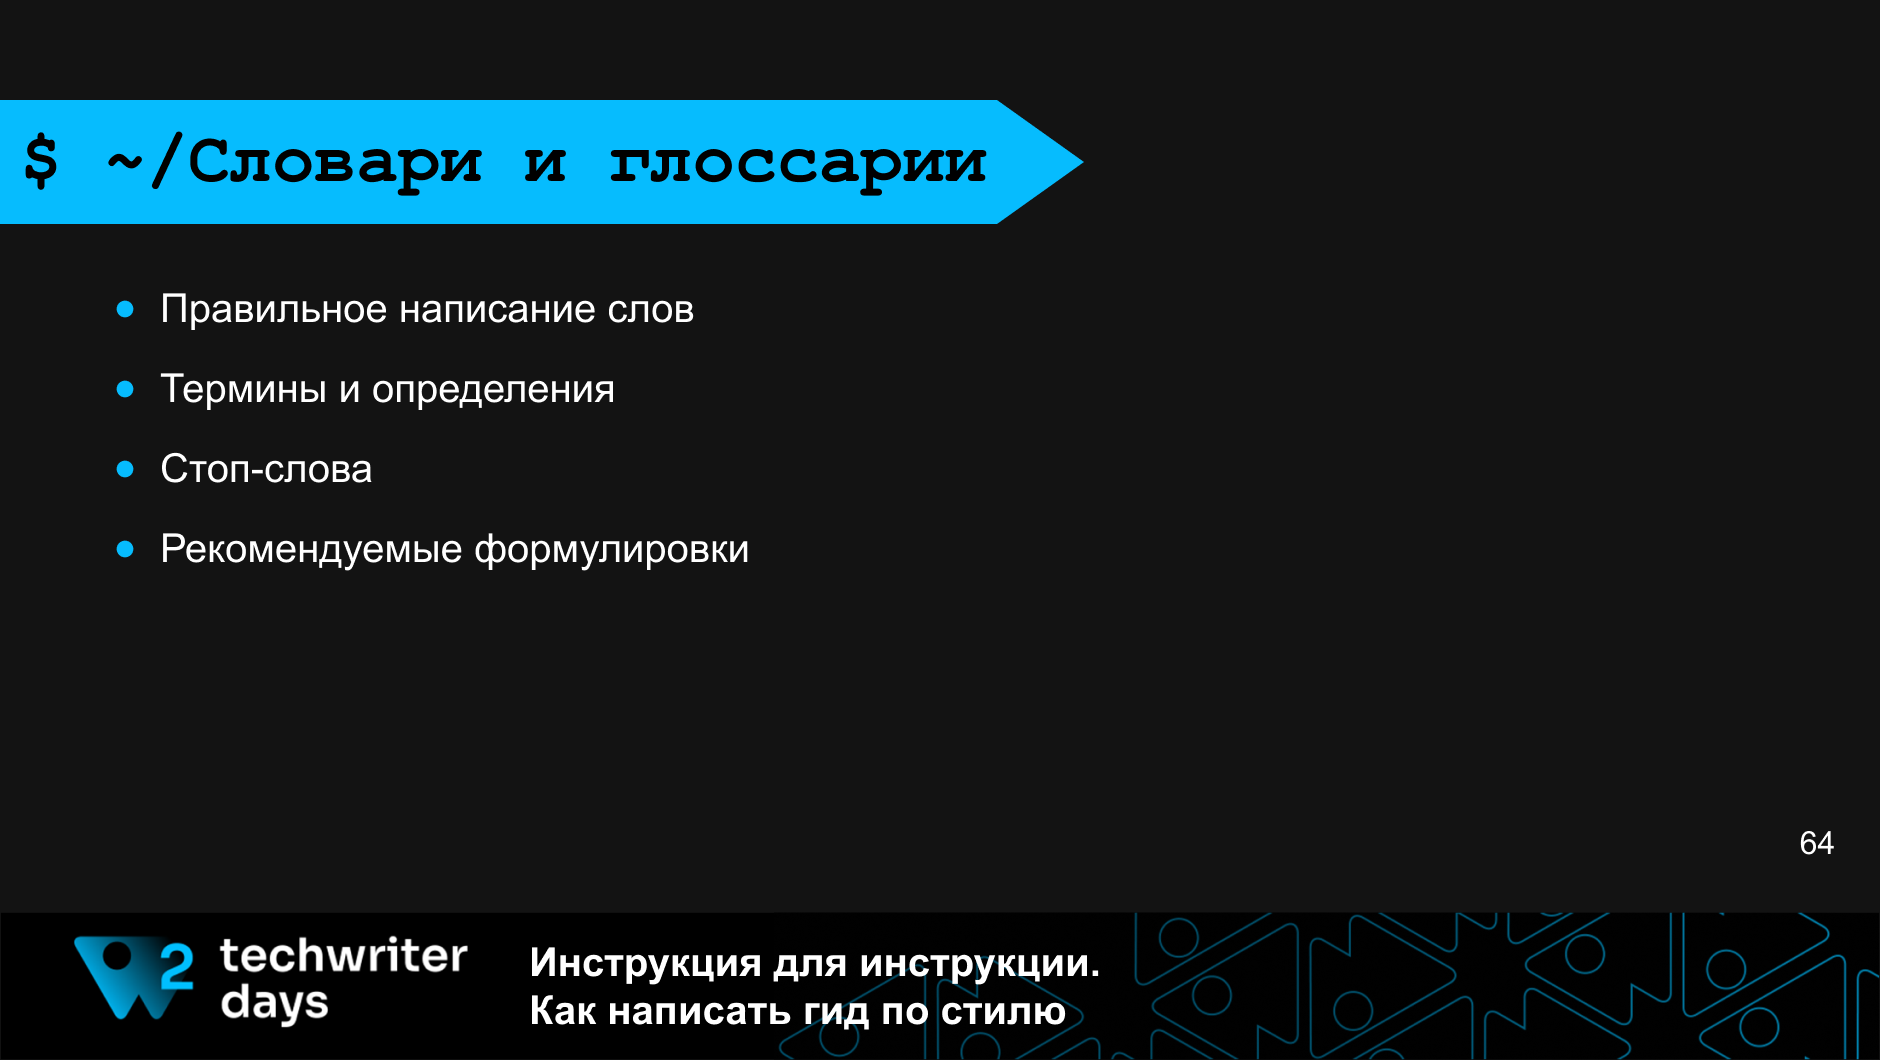 $ ~/Словари и глоссарии
● Правильное написание слов
● Термины и определения
● Стоп-слова
● Рекомендуемые формулировки
64
2 techwriter
days
Инструкция для инструкции.
Как написать гид по стилю